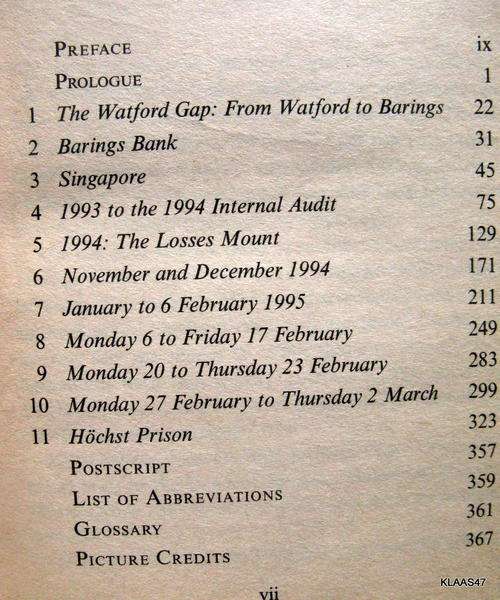 PREFACE ix
PROLOGUE 1
1 The Watford Gap: From Watford to Barings 22
2 Barings Bank 31
3 Singapore 45
4 1993 to the 1994 Internal Audit 75
5 1994: The Losses Mount 129
6 November and December 1994 171
7 January to 6 February 1995 211
8 Monday 6 to Friday 17 February 249
9 Monday 20 to Thursday 23 February 283
10 Monday 27 February to Thursday 2 March 299
11 Höchst Prison 323
POSTSCRIPT 357
LIST OF ABBREVIATIONS 359
GLOSSARY 361
PICTURE CREDITS 367
vii
KLAAS47